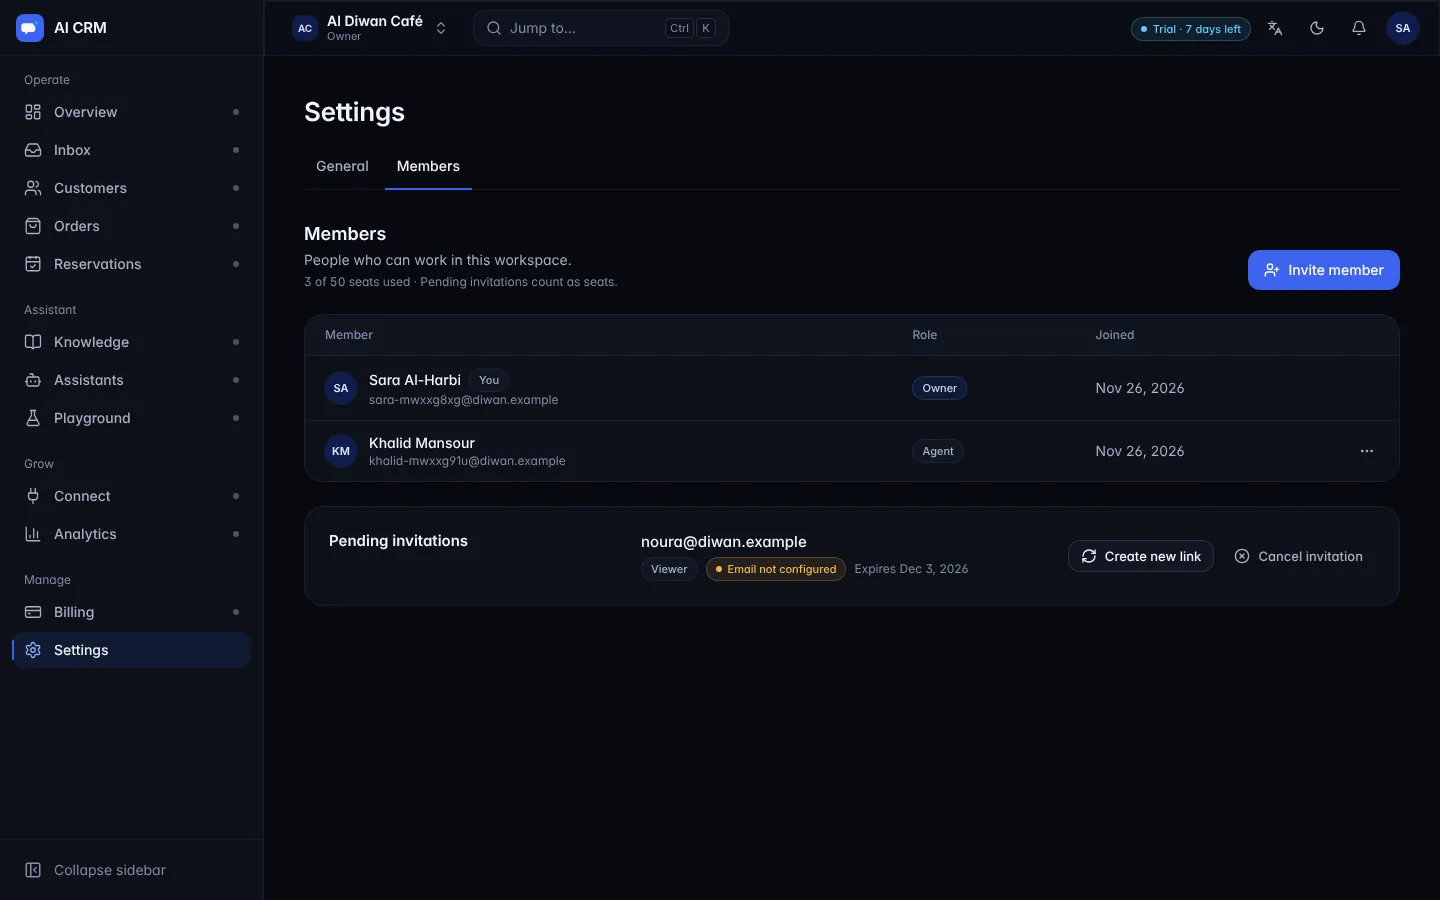 AI CRM
AC
Al Diwan Café
Owner
Jump to...
Ctrl K
Trial · 7 days left
SA
Operate
Overview
Inbox
Customers
Orders
Reservations
Assistant
Knowledge
Assistants
Playground
Grow
Connect
Analytics
Manage
Billing
Settings
Collapse sidebar
Settings
General Members
Members
People who can work in this workspace.
3 of 50 seats used · Pending invitations count as seats.
Invite member
Member Role Joined
SA
Sara Al-Harbi You
sara-mwxxg8xg@diwan.example
Owner
Nov 26, 2026
KM
Khalid Mansour
khalid-mwxxg91u@diwan.example
Agent
Nov 26, 2026
Pending invitations
noura@diwan.example
Viewer Email not configured Expires Dec 3, 2026
Create new link
Cancel invitation